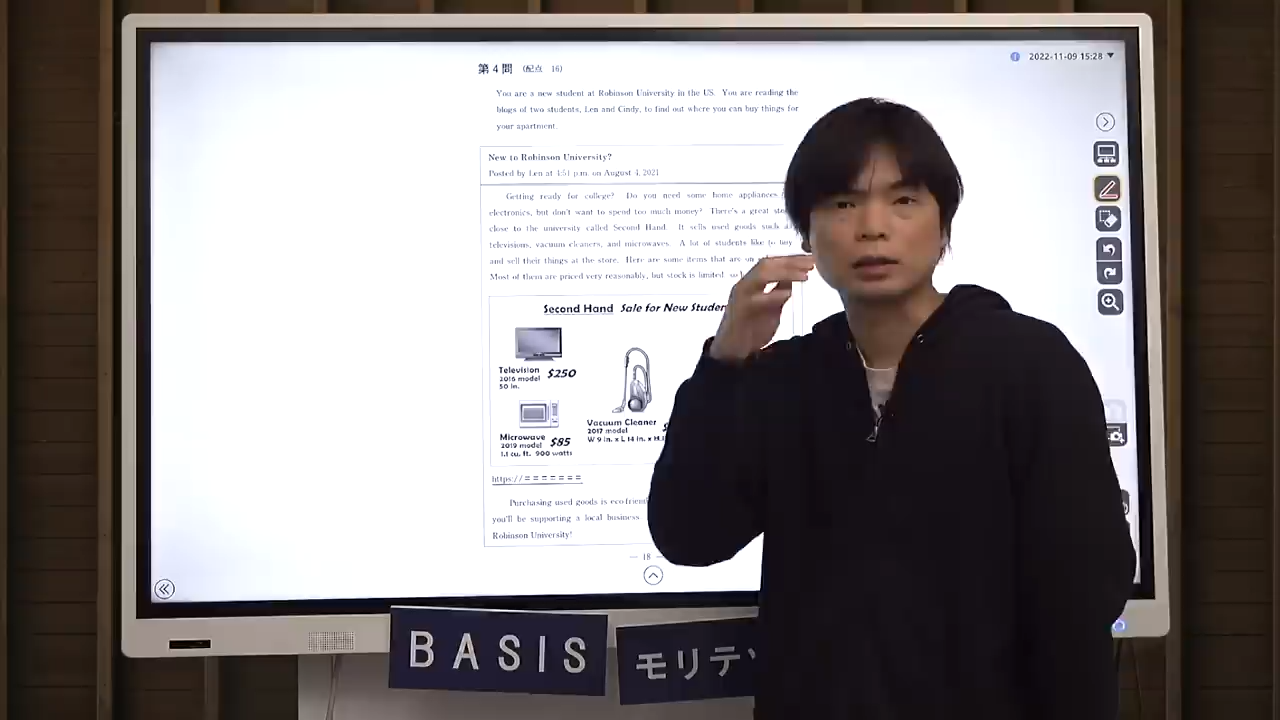 2022-11-09 15:28
第4問 (配点 16)
You are a new student at Robinson University in the US. You are reading the
blogs of two students, Len and Cindy, to find out where you can buy things for
your apartment.
New to Robinson University?
Posted by Len at 4:51 p.m. on August 4, 2021
Getting ready for college? Do you need some home appliances
electronics, but don't want to spend too much money? There's a great
close to the university called Second Hand. It sells used goods such
televisions, vacuum cleaners, and microwaves. A lot of students like to buy
and sell their things at the store. Here are some items that are on
Most of them are priced very reasonably, but stock is limited, so
Second Hand Sale for New
Television
2016 model
50 in.
$250
Microwave
2019 model
1.1 cu. ft. 900 watts
$85
Vacuum Cleaner
2017 model
W 9 in. x L 14 in. x H
https://=======
Purchasing used goods is
you'll be supporting a local business
Robinson University!
— 18 —
BASIS
モリテツ